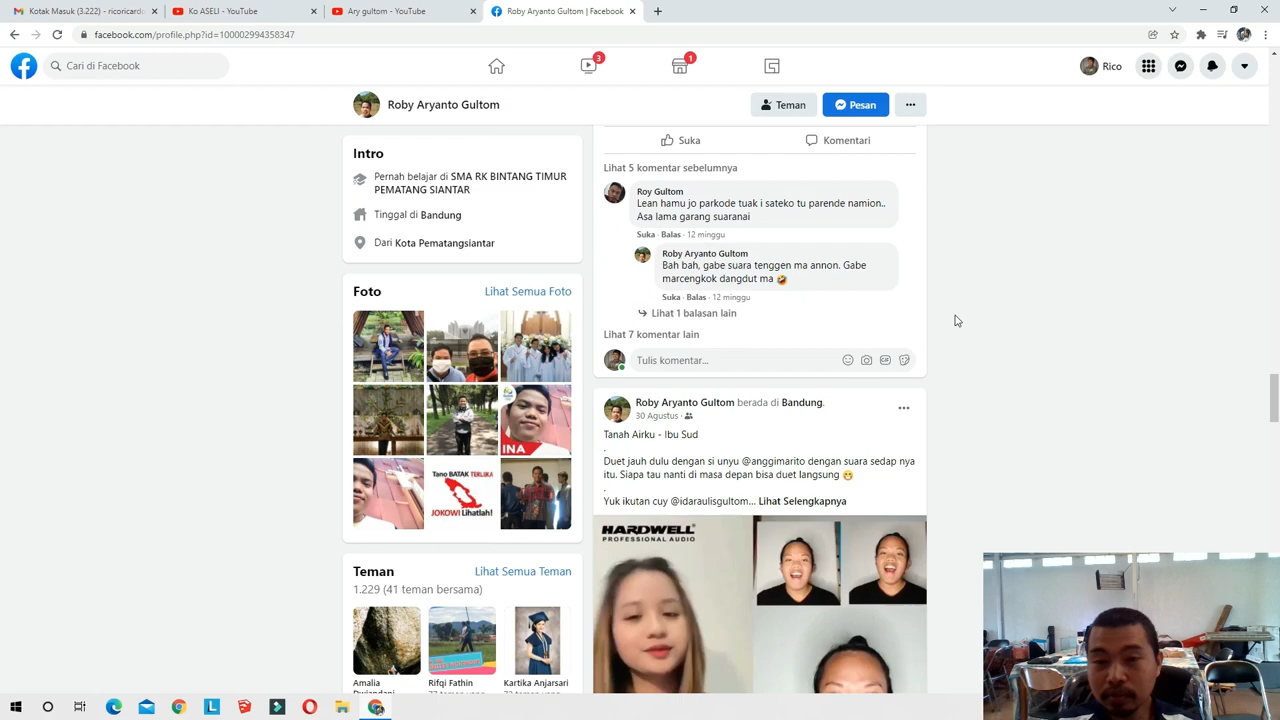 Kotak Masuk (3.222) - ricoricard
Ko ASELI - YouTube
Ary gultom - YouTube
Roby Aryanto Gultom | Facebook
facebook.com/profile.php?id=100002994358347
Cari di Facebook
3
1
Rico
Roby Aryanto Gultom
Teman
Pesan
Intro
Pernah belajar di SMA RK BINTANG TIMUR
PEMATANG SIANTAR
Tinggal di Bandung
Dari Kota Pematangsiantar
Foto
Lihat Semua Foto
INA
Tano BATAK TERLUKA
JOKOWI Lihatlah!
Teman
Lihat Semua Teman
1.229 (41 teman bersama)
Amalia
Rifqi Fathin
Kartika Anjarsari
Suka
Komentari
Lihat 5 komentar sebelumnya
Roy Gultom
Lean hamu jo parkode tuak i sateko tu parende namion..
Asa lama garang suaranai
Suka · Balas · 12 minggu
Roby Aryanto Gultom
Bah bah, gabe suara tenggen ma annon. Gabe
marcengkok dangdut ma 🤣
Suka · Balas · 12 minggu
Lihat 1 balasan lain
Lihat 7 komentar lain
Tulis komentar...
GIF
Roby Aryanto Gultom berada di Bandung.
30 Agustus ·
Tanah Airku - Ibu Sud
.
Duet jauh dulu dengan si unyu @anggimarito dengan suara sedap nya
itu. Siapa tau nanti di masa depan bisa duet langsung 😁
.
Yuk ikutan cuy @idaraulisgultom... Lihat Selengkapnya
HARDWELL
PROFESSIONAL AUDIO